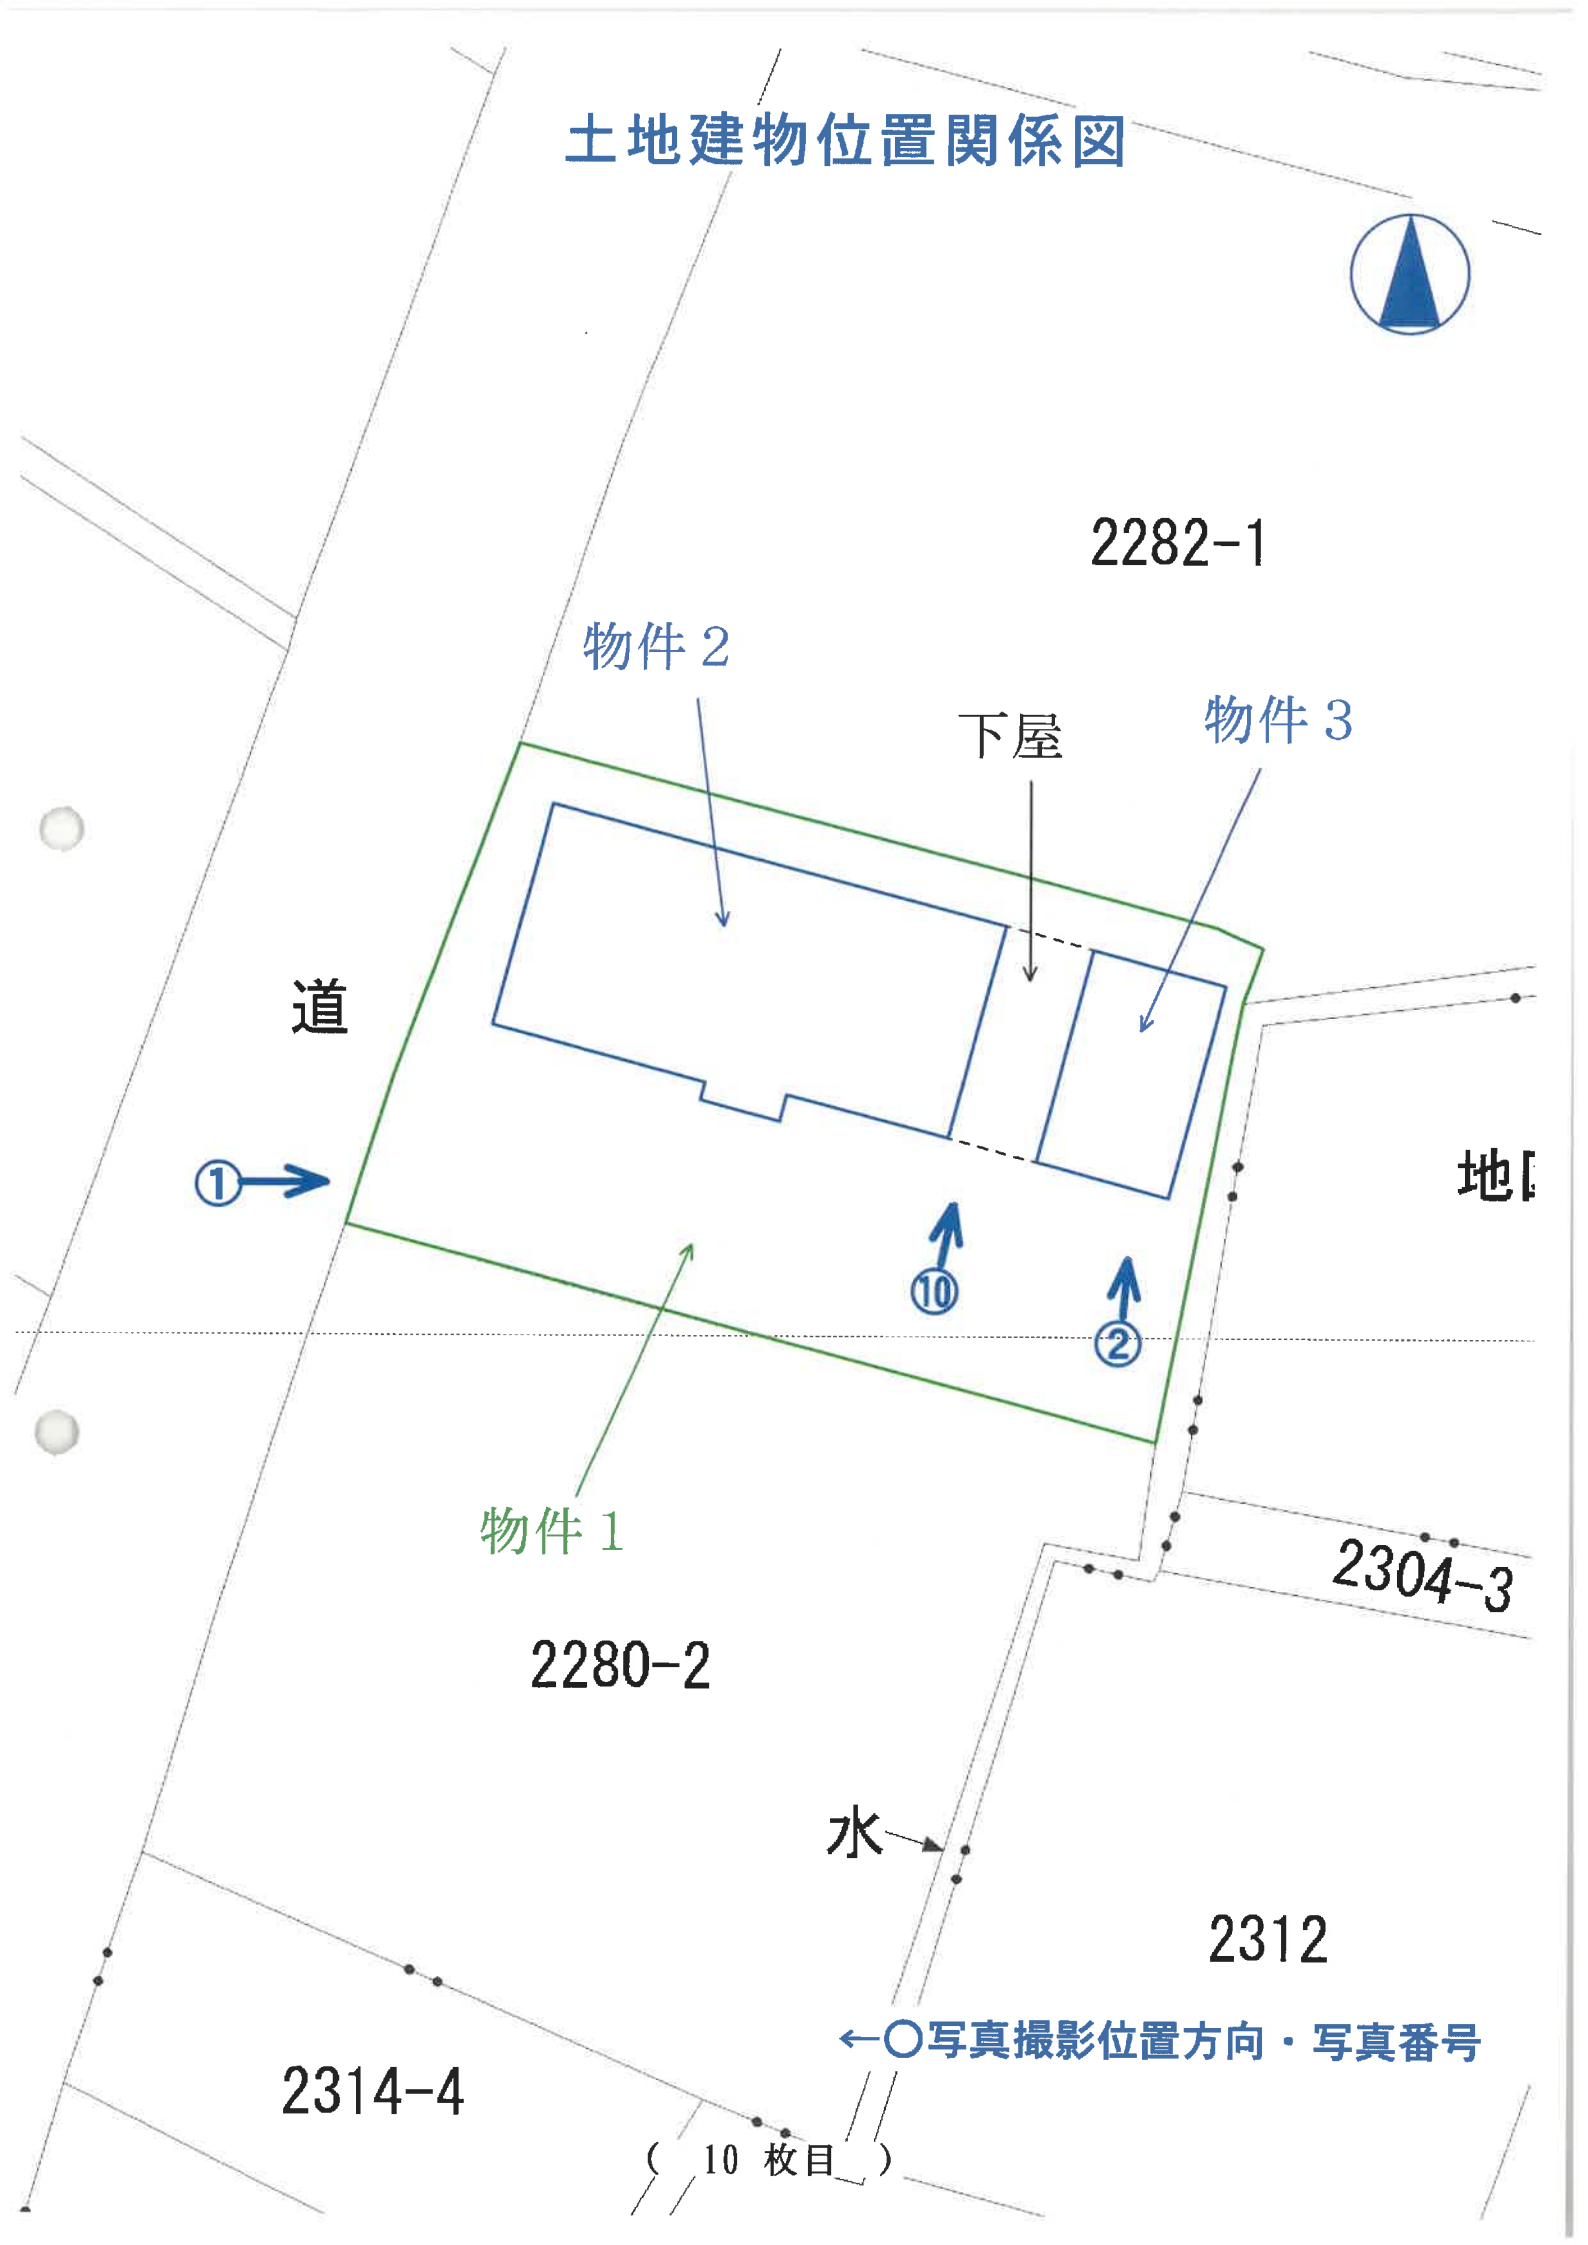 土地建物位置関係図
2282-1
物件２
下屋
物件３
道
①
地
⑩
②
物件１
2304-3
2280-2
水
2312
←○写真撮影位置方向・写真番号
2314-4
( 10 枚目 )